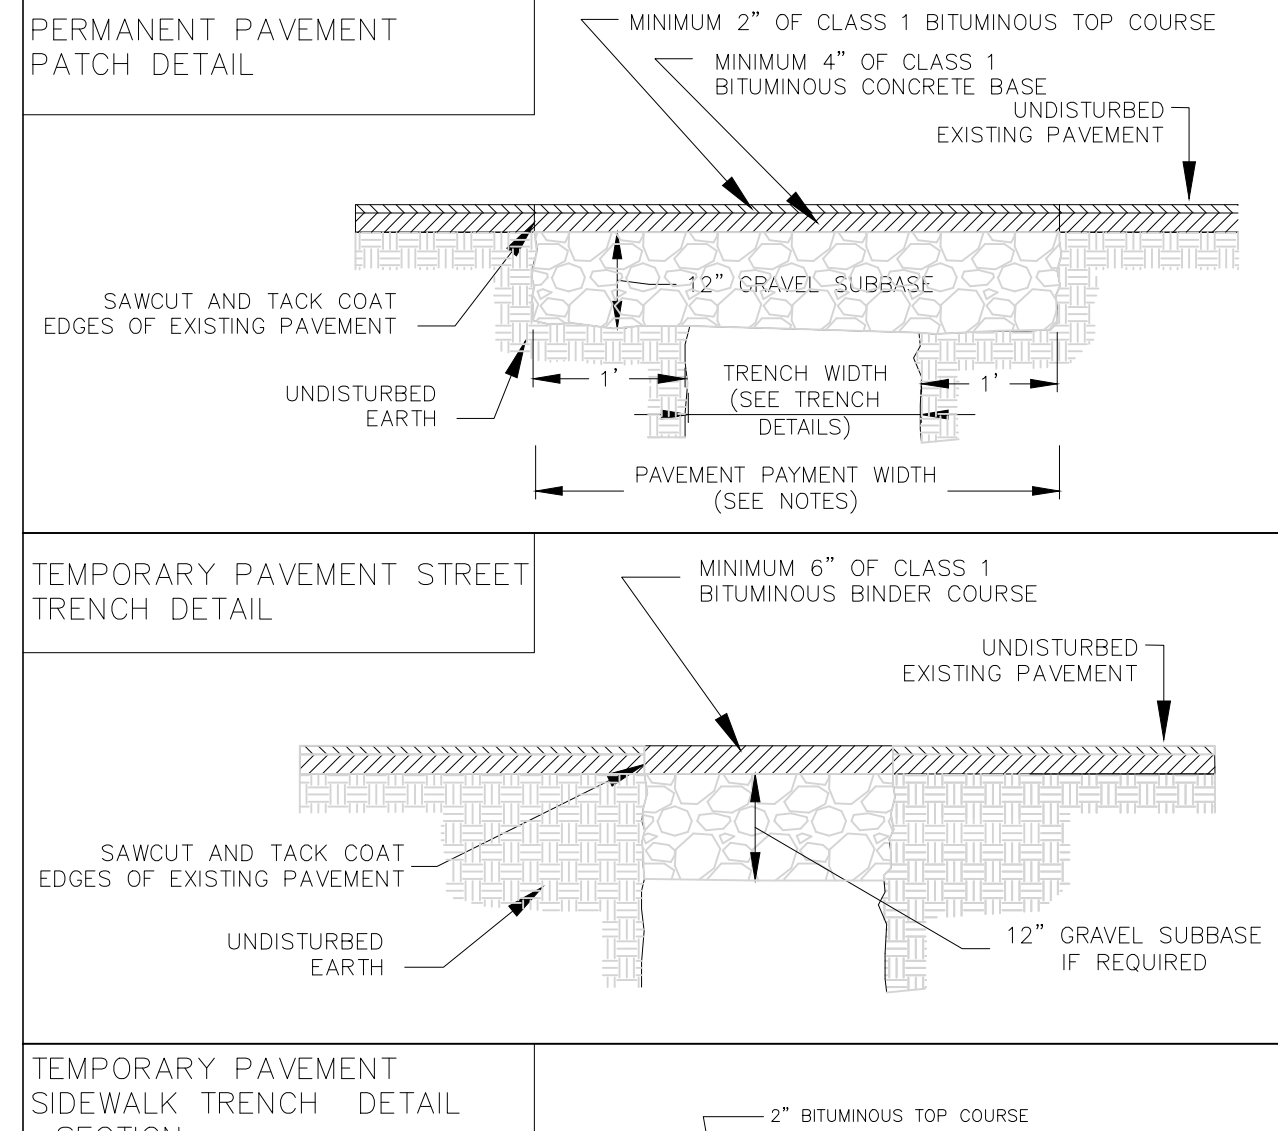 PERMANENT PAVEMENT
PATCH DETAIL
MINIMUM 2” OF CLASS 1 BITUMINOUS TOP COURSE
MINIMUM 4” OF CLASS 1
BITUMINOUS CONCRETE BASE
UNDISTURBED
EXISTING PAVEMENT
SAWCUT AND TACK COAT
EDGES OF EXISTING PAVEMENT
12” GRAVEL SUBBASE
UNDISTURBED
EARTH
1’
TRENCH WIDTH
(SEE TRENCH
DETAILS)
1’
PAVEMENT PAYMENT WIDTH
(SEE NOTES)
TEMPORARY PAVEMENT STREET
TRENCH DETAIL
MINIMUM 6” OF CLASS 1
BITUMINOUS BINDER COURSE
UNDISTURBED
EXISTING PAVEMENT
SAWCUT AND TACK COAT
EDGES OF EXISTING PAVEMENT
UNDISTURBED
EARTH
12” GRAVEL SUBBASE
IF REQUIRED
TEMPORARY PAVEMENT
SIDEWALK TRENCH DETAIL
SECTION
2” BITUMINOUS TOP COURSE